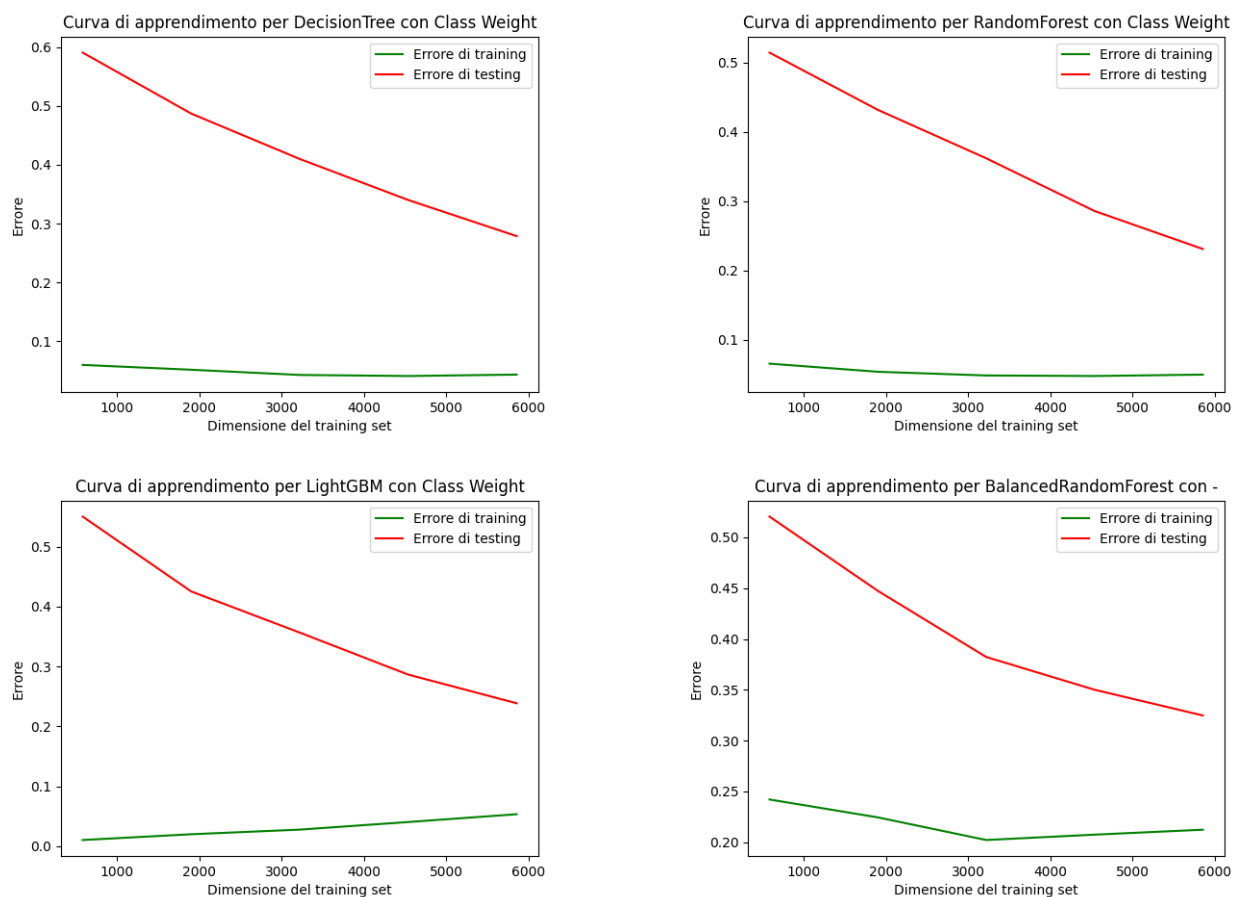 Curva di apprendimento per DecisionTree con Class Weight
0.6
0.5
0.4
0.3
0.2
0.1
Errore
Errore di training
Errore di testing
1000 2000 3000 4000 5000 6000
Dimensione del training set
Curva di apprendimento per RandomForest con Class Weight
0.5
0.4
0.3
0.2
0.1
Errore
Errore di training
Errore di testing
1000 2000 3000 4000 5000 6000
Dimensione del training set
Curva di apprendimento per LightGBM con Class Weight
0.5
0.4
0.3
0.2
0.1
0.0
Errore
Errore di training
Errore di testing
1000 2000 3000 4000 5000 6000
Dimensione del training set
Curva di apprendimento per BalancedRandomForest con -
0.50
0.45
0.40
0.35
0.30
0.25
0.20
Errore
Errore di training
Errore di testing
1000 2000 3000 4000 5000 6000
Dimensione del training set